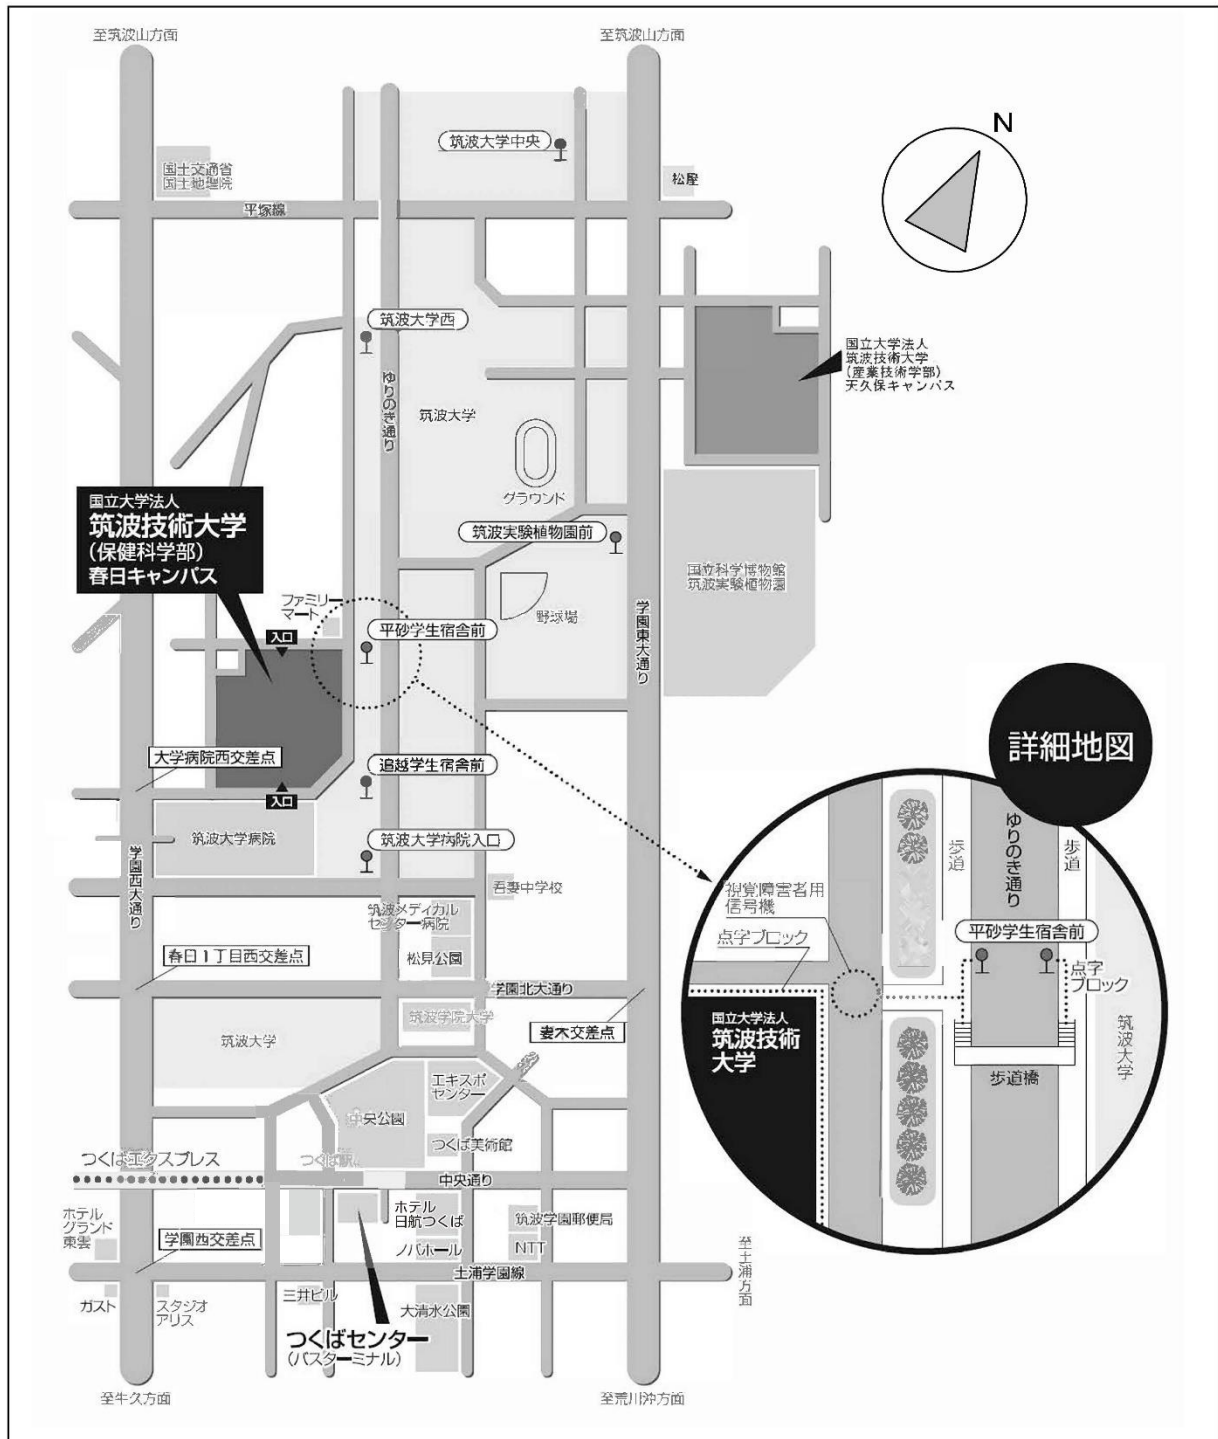 至筑波山方面
至筑波山方面
N
筑波大学中央
国土交通省
国土地理院
松屋
平塚線
筑波大学西
国立大学法人
筑波技術大学
(産業技術学部)
天久保キャンパス
ゆりのき通り
筑波大学
グラウンド
国立大学法人
筑波技術大学
(保健科学部)
春日キャンパス
筑波実験植物園前
国立科学博物館
筑波実験植物園
ファミリー
マート
野球場
学園東大通り
平砂学生宿舎前
入口
大学病院西交差点
追越学生宿舎前
入口
筑波大学病院
筑波大学病院入口
学園西大通り
吾妻中学校
筑波メディカル
センター病院
松見公園
春日1丁目西交差点
学園北大通り
筑波学院大学
筑波大学
妻木交差点
エキスポ
センター
中央公園
つくば美術館
つくばエクスプレス
つくば駅
中央通り
ホテル
グランド
東雲
ホテル
日航つくば
筑波学園郵便局
学園西交差点
ノバホール
NTT
土浦学園線
至土浦方面
ガスト
スタジオ
アリス
三井ビル
大清水公園
つくばセンター
(バスターミナル)
至牛久方面
至荒川沖方面
詳細地図
ゆりのき通り
歩道
歩道
視覚障害者用
信号機
点字ブロック
平砂学生宿舎前
点字
ブロック
国立大学法人
筑波技術
大学
歩道橋
筑波大学